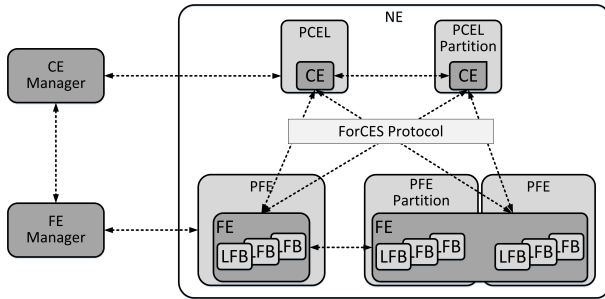 NE
PCEL
CE
PCEL
Partition
CE
CE
Manager
ForCES Protocol
FE
Manager
PFE
FE
LFB
LFB
LFB
PFE
Partition
PFE
FE
LFB
LFB
LFB
LFB
LFB
LFB